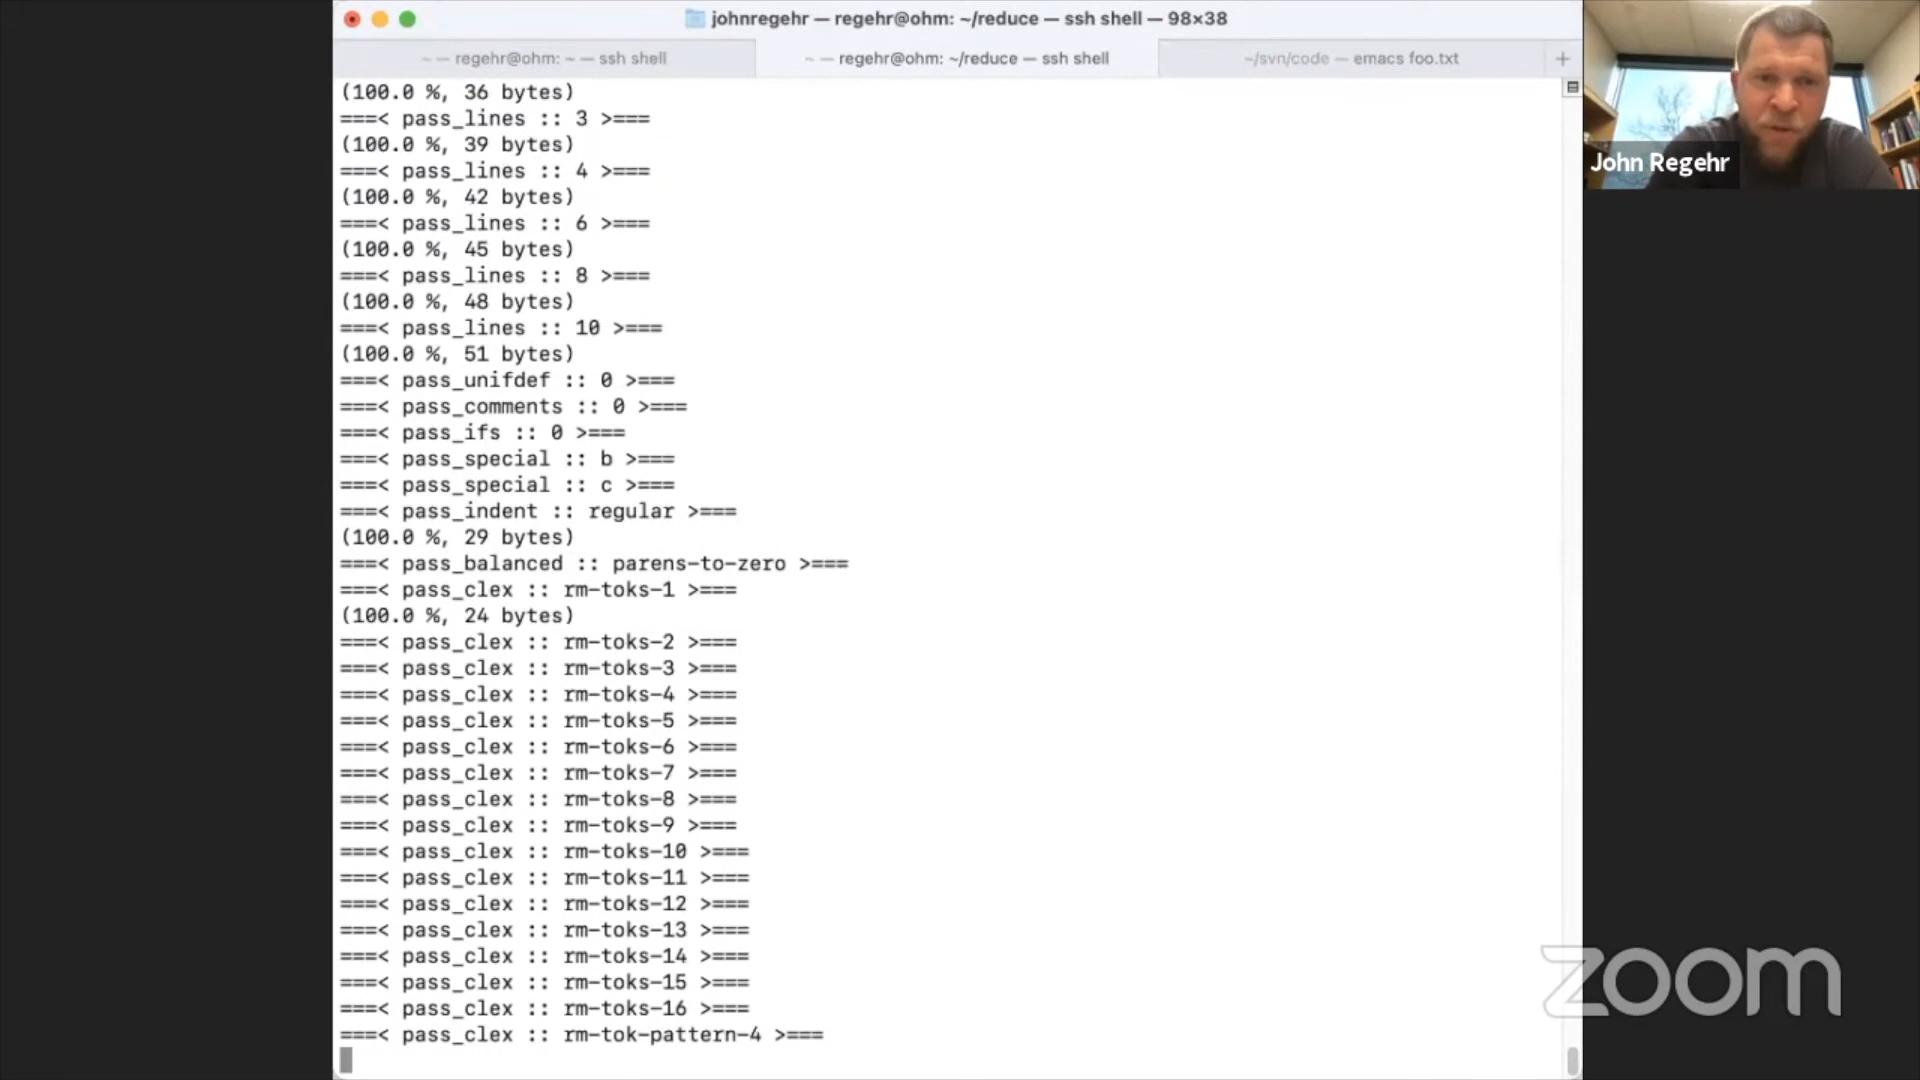 johnregehr — regehr@ohm: ~/reduce — ssh shell — 98×38
~ — regehr@ohm: ~ — ssh shell
~ — regehr@ohm: ~/reduce — ssh shell
~/svn/code — emacs foo.txt
+
(100.0 %, 36 bytes)
===< pass_lines :: 3 >===
(100.0 %, 39 bytes)
===< pass_lines :: 4 >===
(100.0 %, 42 bytes)
===< pass_lines :: 6 >===
(100.0 %, 45 bytes)
===< pass_lines :: 8 >===
(100.0 %, 48 bytes)
===< pass_lines :: 10 >===
(100.0 %, 51 bytes)
===< pass_unifdef :: 0 >===
===< pass_comments :: 0 >===
===< pass_ifs :: 0 >===
===< pass_special :: b >===
===< pass_special :: c >===
===< pass_indent :: regular >===
(100.0 %, 29 bytes)
===< pass_balanced :: parens-to-zero >===
===< pass_clex :: rm-toks-1 >===
(100.0 %, 24 bytes)
===< pass_clex :: rm-toks-2 >===
===< pass_clex :: rm-toks-3 >===
===< pass_clex :: rm-toks-4 >===
===< pass_clex :: rm-toks-5 >===
===< pass_clex :: rm-toks-6 >===
===< pass_clex :: rm-toks-7 >===
===< pass_clex :: rm-toks-8 >===
===< pass_clex :: rm-toks-9 >===
===< pass_clex :: rm-toks-10 >===
===< pass_clex :: rm-toks-11 >===
===< pass_clex :: rm-toks-12 >===
===< pass_clex :: rm-toks-13 >===
===< pass_clex :: rm-toks-14 >===
===< pass_clex :: rm-toks-15 >===
===< pass_clex :: rm-toks-16 >===
===< pass_clex :: rm-tok-pattern-4 >===
John Regehr
zoom